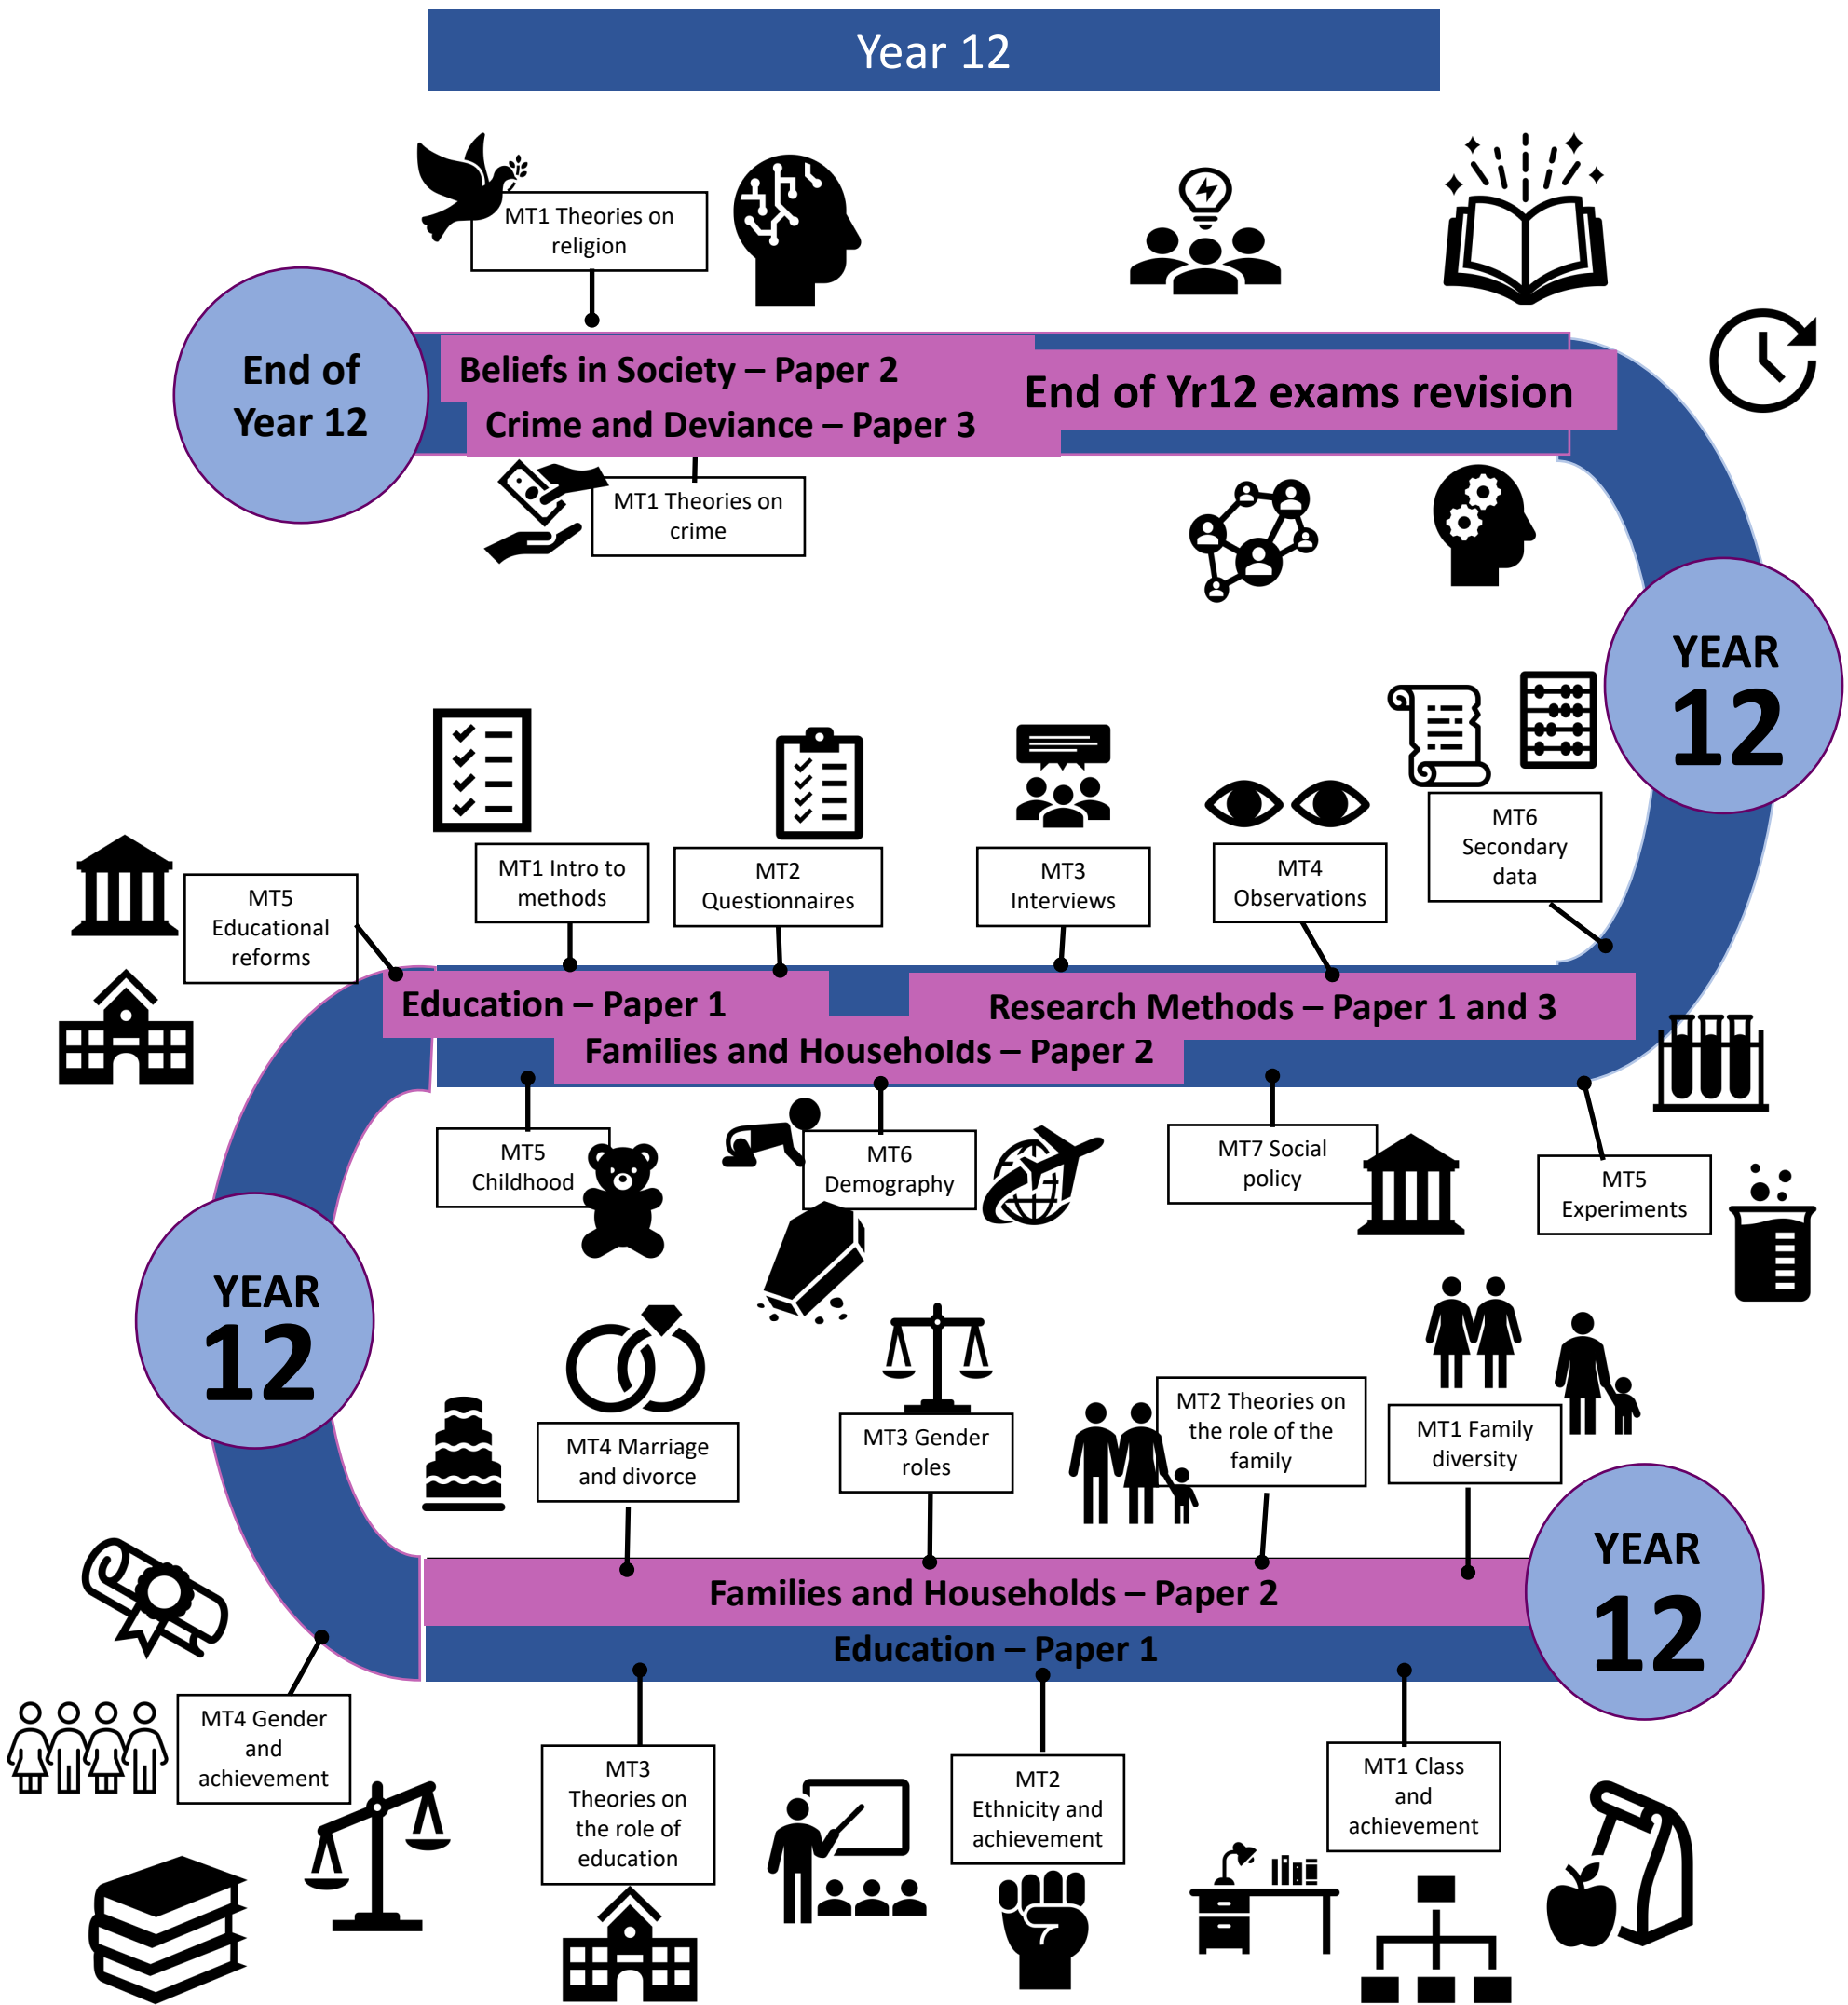 Year 12
MT1 Theories on
religion
End of
Year 12
Beliefs in Society – Paper 2
End of Yr12 exams revision
Crime and Deviance – Paper 3
MT1 Theories on
crime
YEAR
12
MT6
Secondary
data
MT1 Intro to
methods
MT2
Questionnaires
MT3
Interviews
MT4
Observations
MT5
Educational
reforms
Education – Paper 1
Research Methods – Paper 1 and 3
Families and Households – Paper 2
MT5
Childhood
MT6
Demography
MT7 Social
policy
MT5
Experiments
YEAR
12
MT4 Marriage
and divorce
MT3 Gender
roles
MT2 Theories on
the role of the
family
MT1 Family
diversity
YEAR
12
Families and Households – Paper 2
Education – Paper 1
MT4 Gender
and
achievement
MT3
Theories on
the role of
education
MT2
Ethnicity and
achievement
MT1 Class
and
achievement